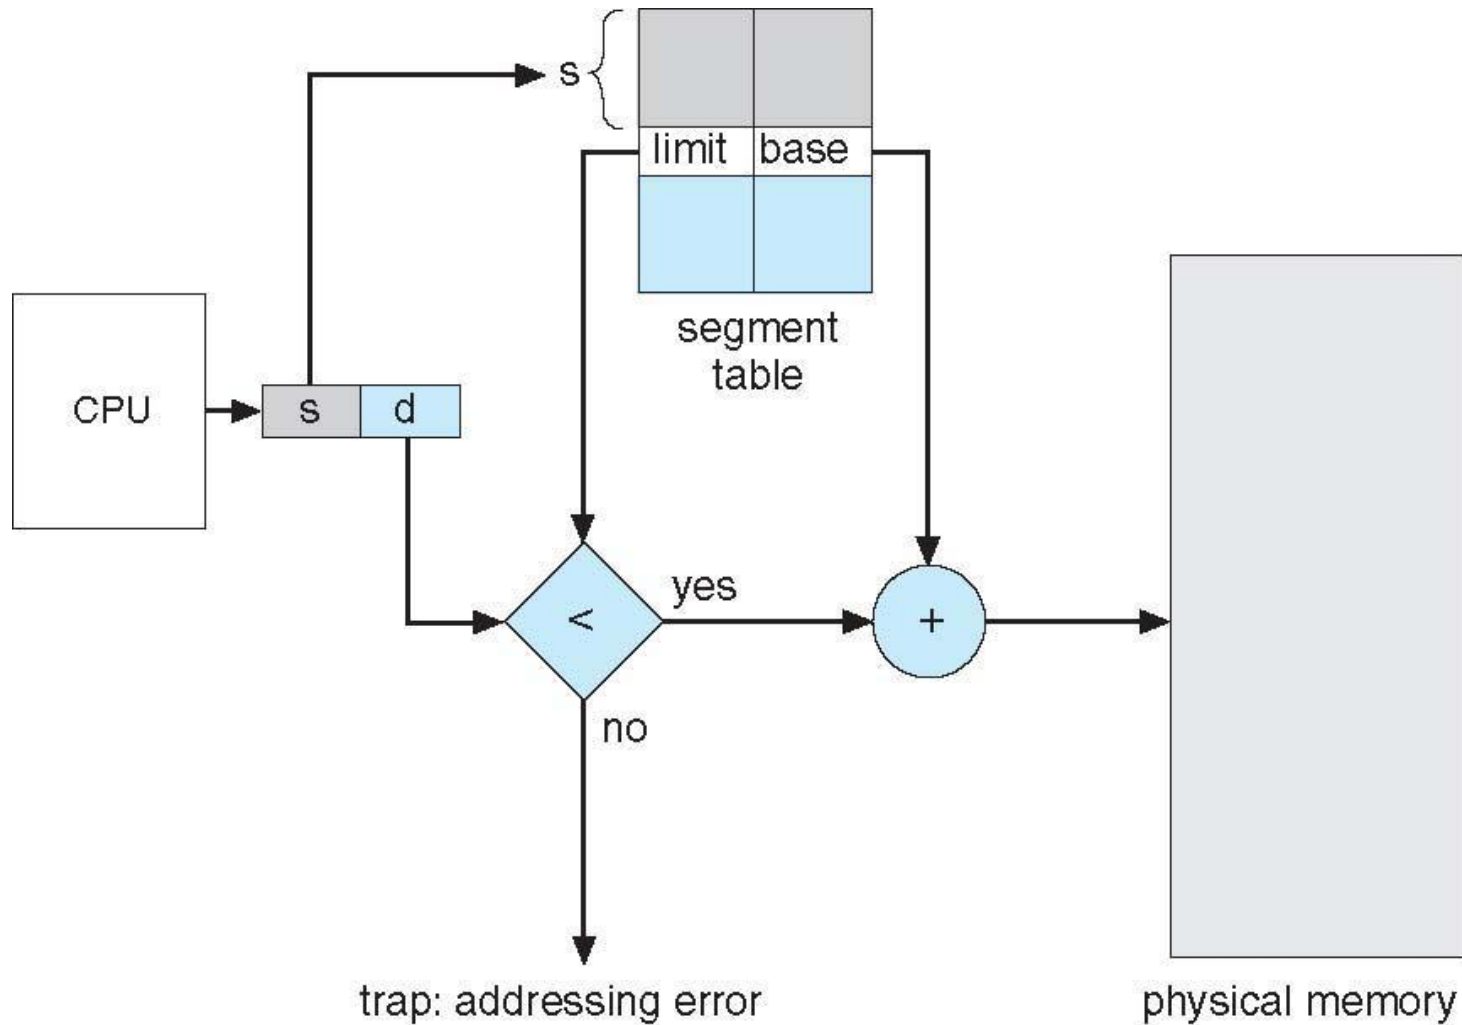 s
limit base
segment
table
CPU
s d
<
yes
+
no
trap: addressing error
physical memory